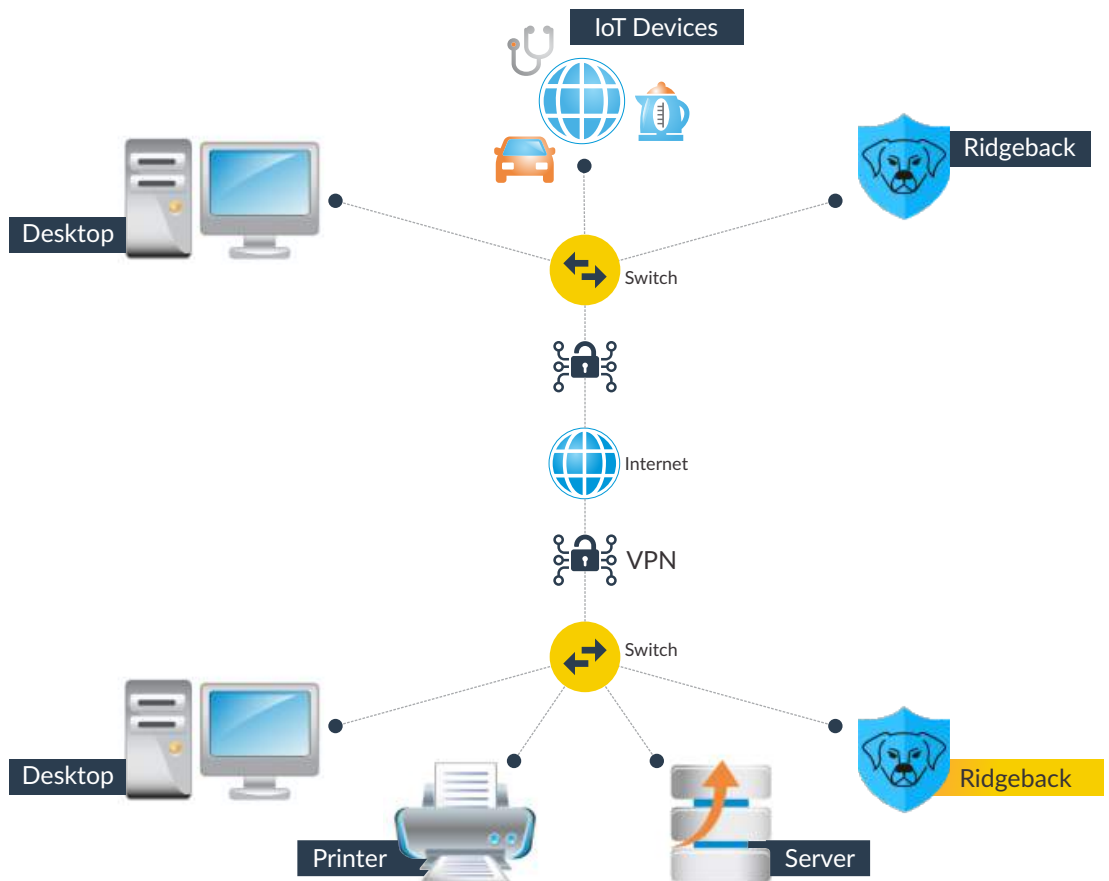 IoT Devices
Ridgeback
Desktop
Switch
Internet
VPN
Switch
Desktop
Ridgeback
Printer
Server